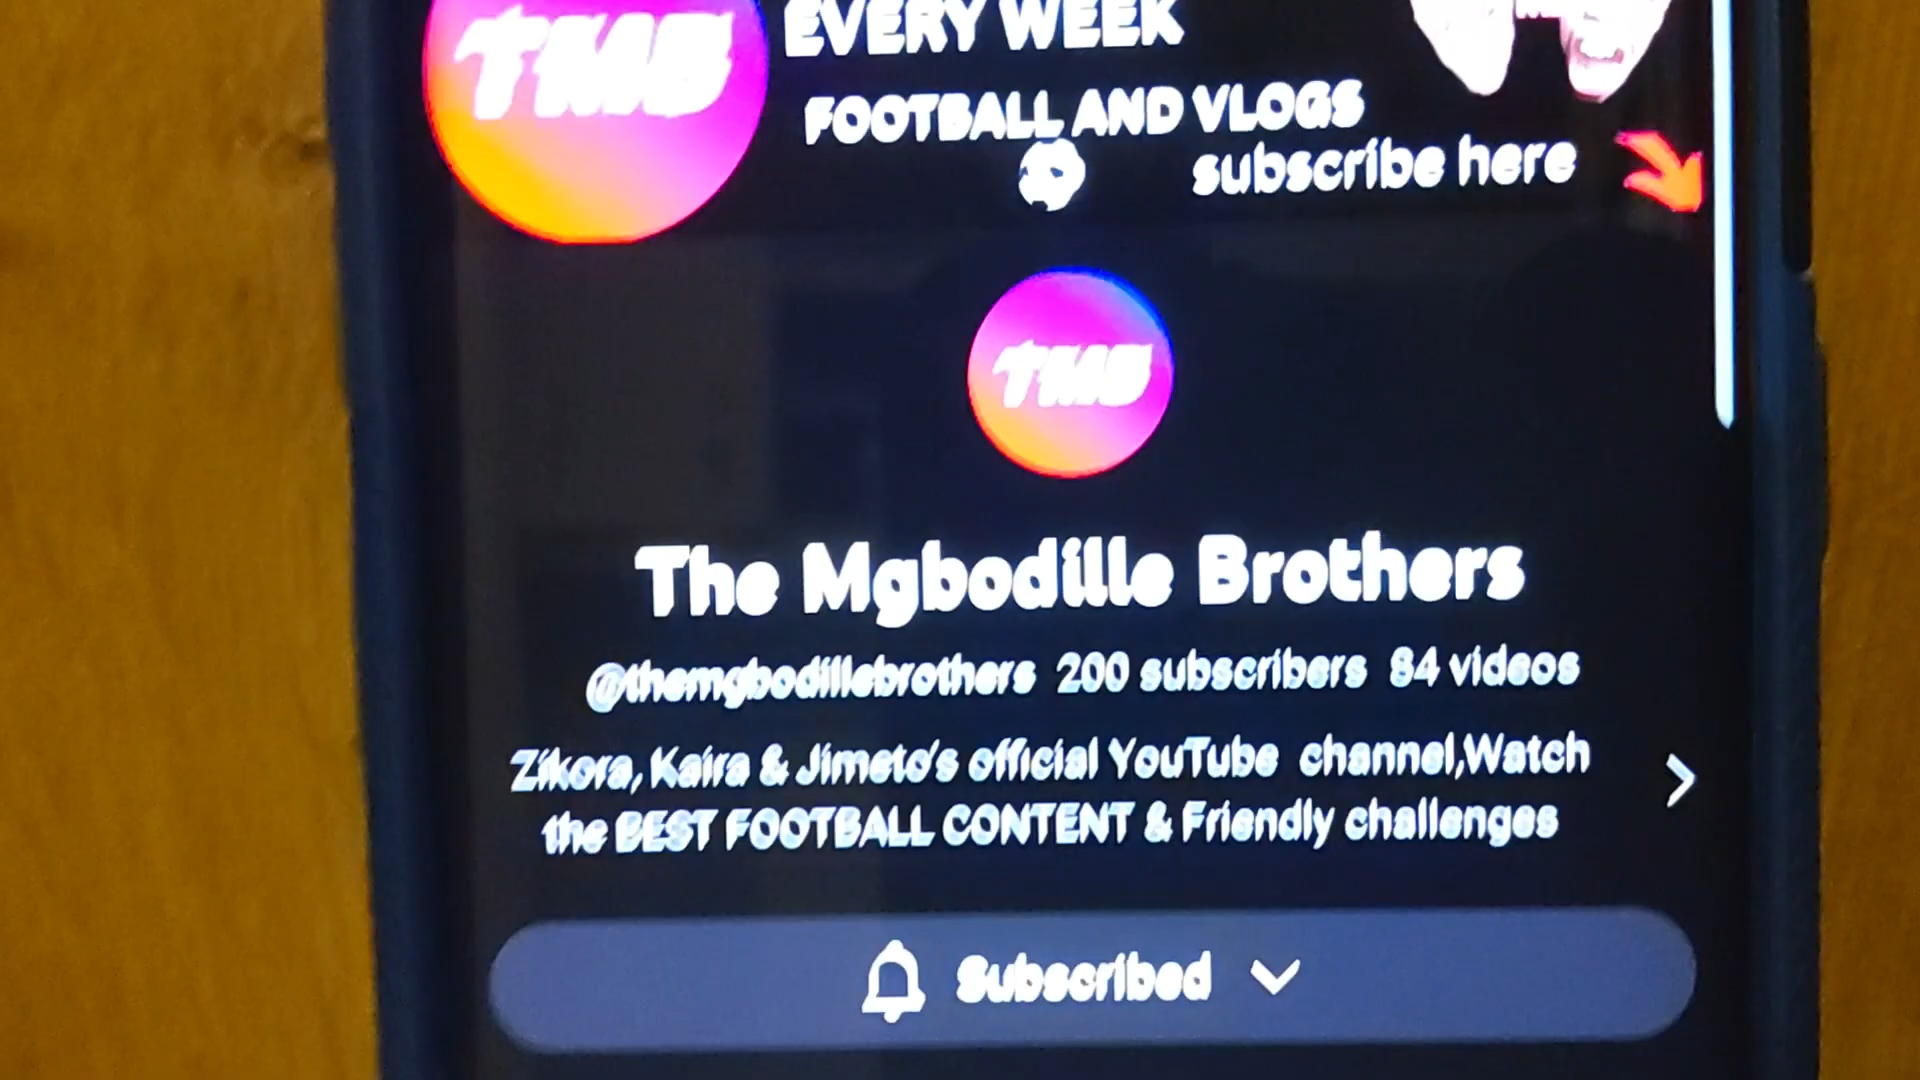 TMB
EVERY WEEK
FOOTBALL AND VLOGS
subscribe here
TMB
The Mgbodille Brothers
@themgbodillebrothers 200 subscribers 84 videos
Zikora, Kaira & Jimeto's official YouTube channel,Watch
the BEST FOOTBALL CONTENT & Friendly challenges
Subscribed